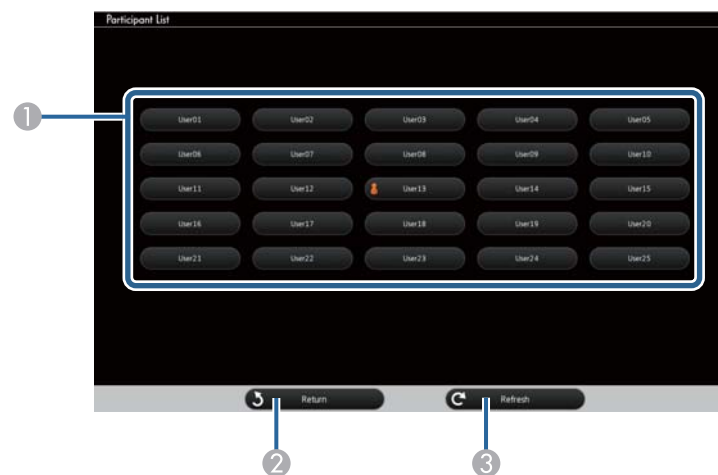 Participant List
1
User01 User02 User03 User04 User05
User06 User07 User08 User09 User10
User11 User12 User13 User14 User15
User16 User17 User18 User19 User20
User21 User22 User23 User24 User25
Return Refresh
2 3